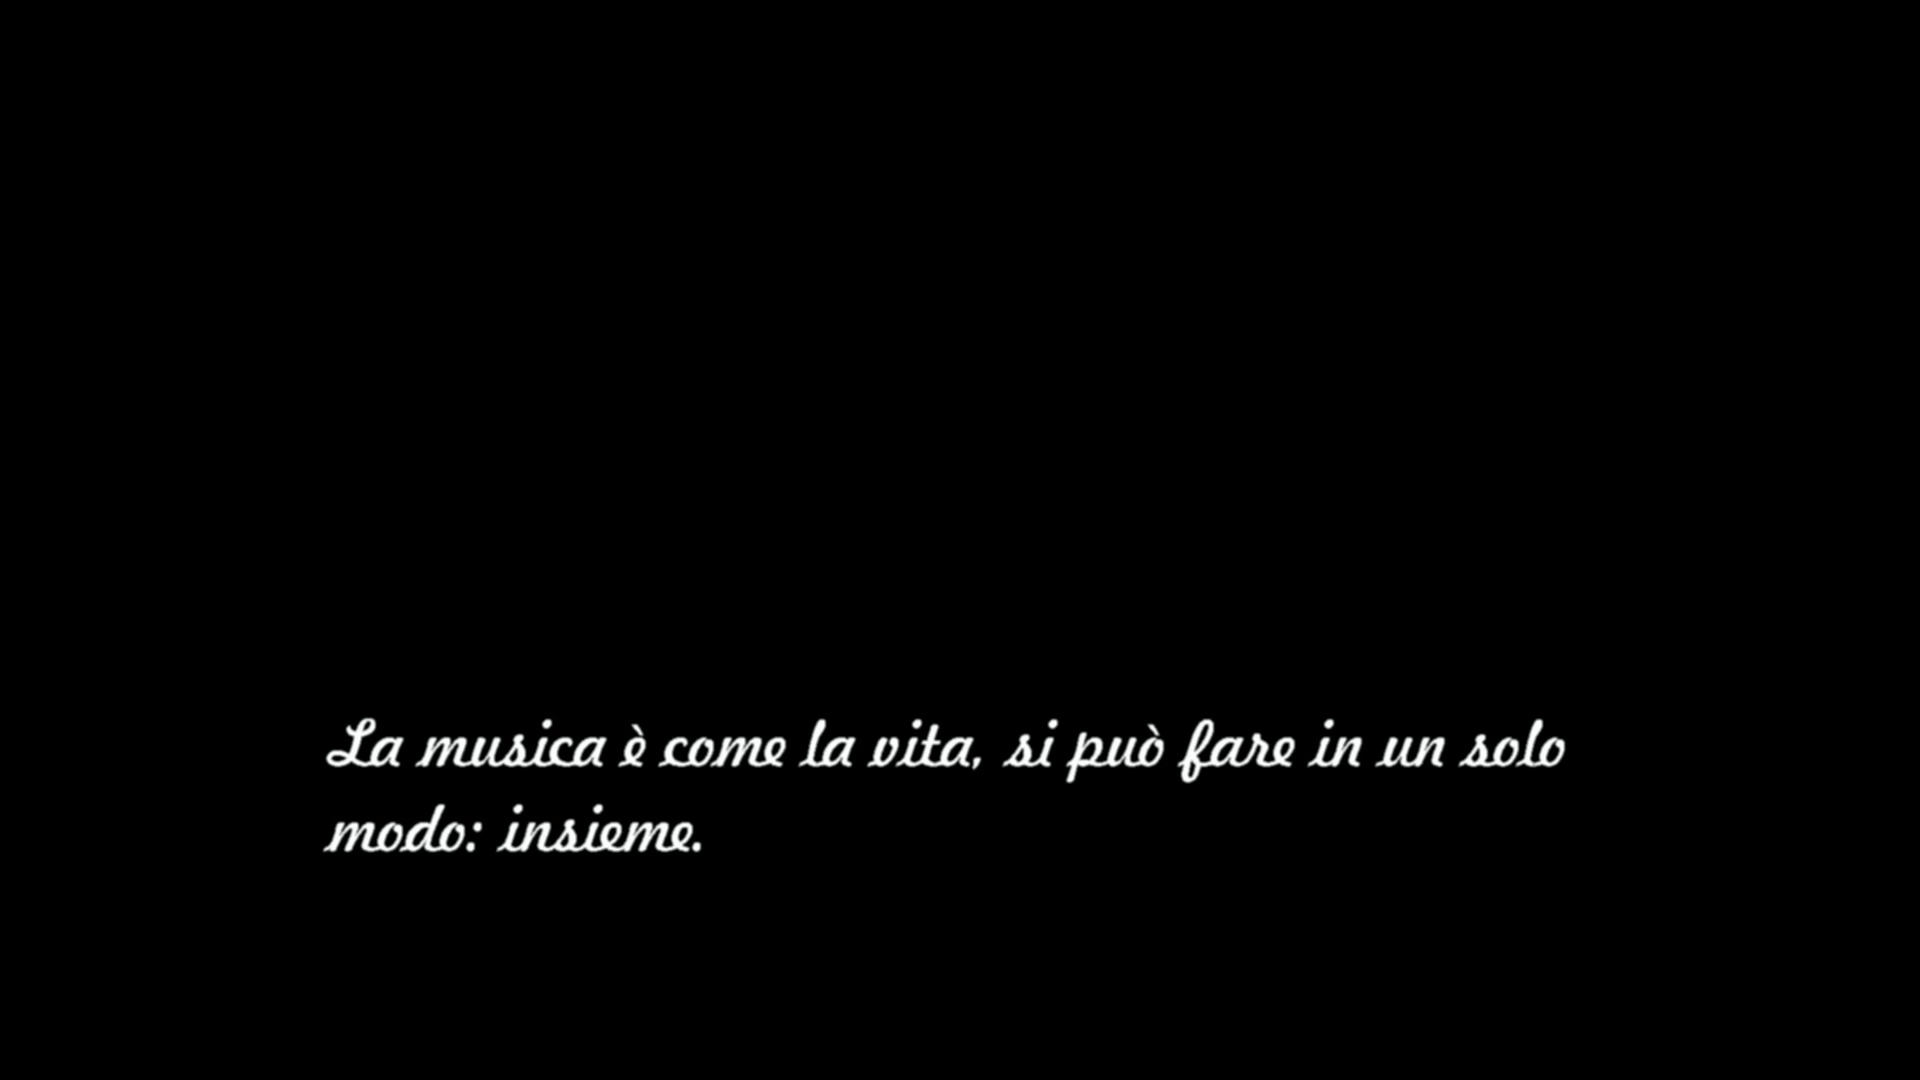 La musica è come la vita, si può fare in un solo
modo: insieme.